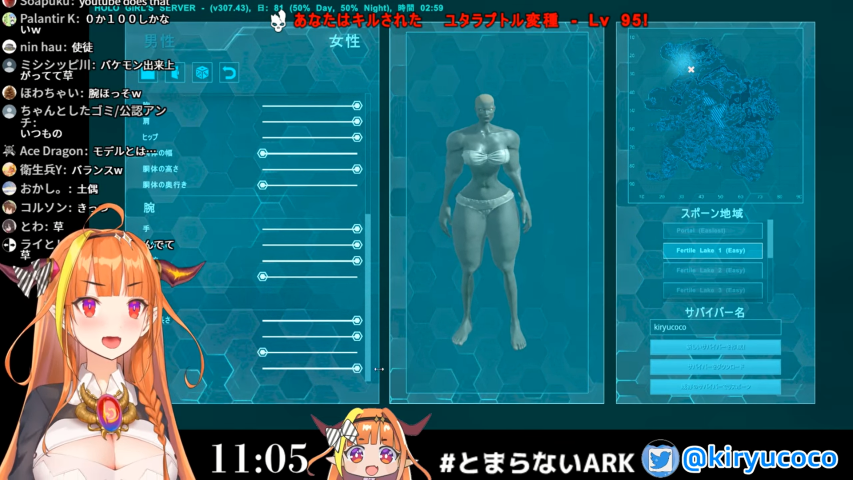 Soapuku: youtube does that
Palantir K: 0か100しかな
いw
nin hau: 使徒
ミシシッピ川: バケモン出来上
がってて草
ほわちゃい: 腕ほっそw
ちゃんとしたゴミ/公認アン
チ:
いつもの
Ace Dragon: モデルとは…
衛生兵Y: バランスw
おかし。: 土偶
コルソン: きっ
とわ: 草
ライと
んでて
草
HOLO GIRL'S SERVER - (v307.43), 日: 81 (50% Day, 50% Night), 時間 02:59
あなたはキルされた ユタラプトル変種 - Lv 95!
男性
女性
肩
ヒップ
胴体の高さ
胴体の奥行き
腕
手
スポーン地域
Fertile Lake 1 (Easy)
Fertile Lake 2 (Easy)
Fertile Lake 3 (Easy)
サバイバー名
kiryucoco
11:05
#とまらないARK
@kiryucoco